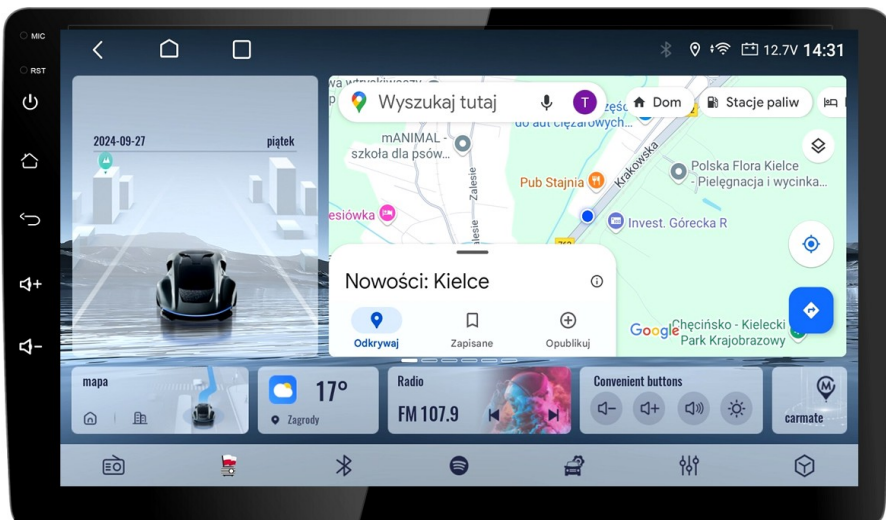 MIC
RST
12.7V 14:31
2024-09-27 piątek
Wyszukaj tutaj
T
Dom
Stacje paliw
do aut ciężarowych...
mANIMAL -
szkoła dla psów...
Zalesie
Krakowska
Pub Stajnia
Polska Flora Kielce
- Pielęgnacja i wycinka...
esiówka
Invest. Górecka R
762
Nowości: Kielce
Odkrywaj
Zapisane
Opublikuj
Google
Chęcińsko - Kielecki
Park Krajobrazowy
mapa
17°
Zagrody
Radio
FM 107.9
Convenient buttons
carmate